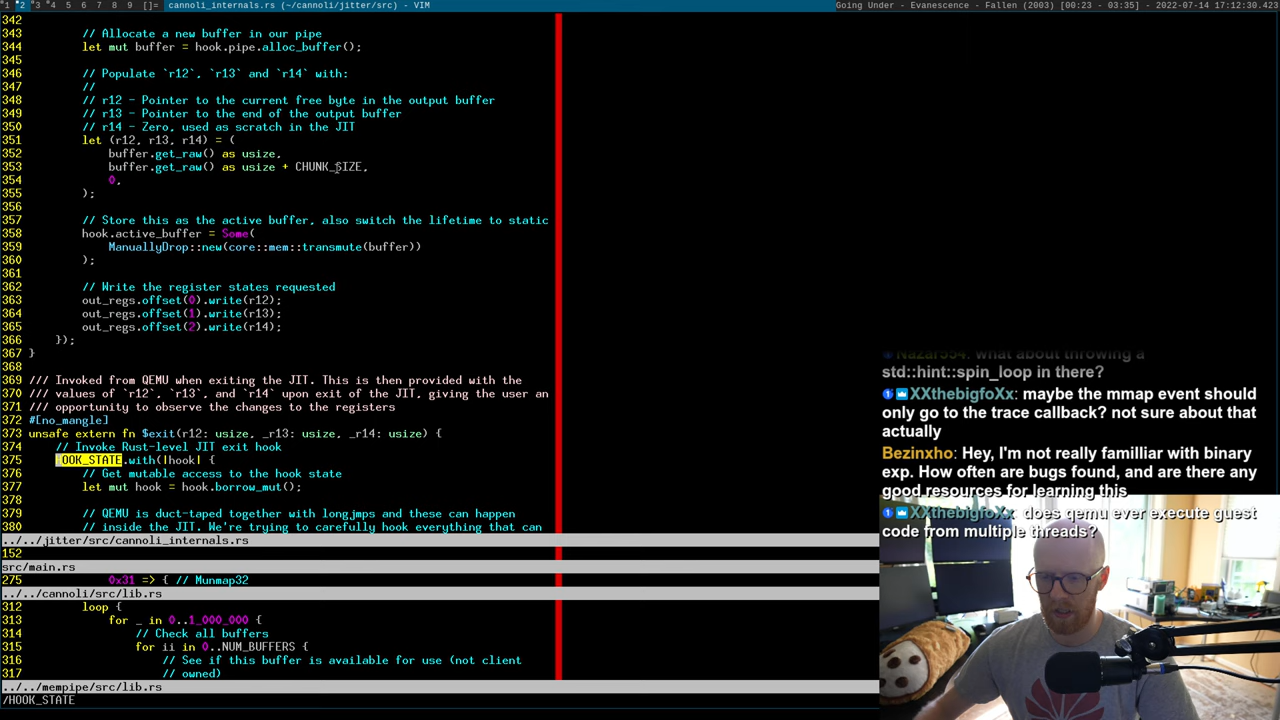 1 2 3 4 5 6 7 8 9 []= cannoli_internals.rs (~/cannoli/jitter/src) - VIM Going Under - Evanescence - Fallen (2003) [00:23 - 03:35] - 2022-07-14 17:12:30.423
342
343 // Allocate a new buffer in our pipe
344 let mut buffer = hook.pipe.alloc_buffer();
345
346 // Populate `r12`, `r13` and `r14` with:
347 //
348 // r12 - Pointer to the current free byte in the output buffer
349 // r13 - Pointer to the end of the output buffer
350 // r14 - Zero, used as scratch in the JIT
351 let (r12, r13, r14) = (
352 buffer.get_raw() as usize,
353 buffer.get_raw() as usize + CHUNK_SIZE,
354 0,
355 );
356
357 // Store this as the active buffer, also switch the lifetime to static
358 hook.active_buffer = Some(
359 ManuallyDrop::new(core::mem::transmute(buffer))
360 );
361
362 // Write the register states requested
363 out_regs.offset(0).write(r12);
364 out_regs.offset(1).write(r13);
365 out_regs.offset(2).write(r14);
366 });
367 }
368
369 /// Invoked from QEMU when exiting the JIT. This is then provided with the
370 /// values of `r12`, `r13`, and `r14` upon exit of the JIT, giving the user an
371 /// opportunity to observe the changes to the registers
372 #[no_mangle]
373 unsafe extern fn $exit(r12: usize, _r13: usize, _r14: usize) {
374 // Invoke Rust-level JIT exit hook
375 HOOK_STATE.with(|hook| {
376 // Get mutable access to the hook state
377 let mut hook = hook.borrow_mut();
378
379 // QEMU is duct-taped together with longjmps and these can happen
380 // inside the JIT. We're trying to carefully hook everything that can
../../jitter/src/cannoli_internals.rs
152
src/main.rs
275 0x31 => { // Munmap32
../../cannoli/src/lib.rs
312 loop {
313 for _ in 0..1_000_000 {
314 // Check all buffers
315 for ii in 0..NUM_BUFFERS {
316 // See if this buffer is available for use (not client
317 // owned)
../../mempipe/src/lib.rs
/HOOK_STATE
Nazar554: what about throwing a
std::hint::spin_loop in there?
XXthebigfoXx: maybe the mmap event should
only go to the trace callback? not sure about that
actually
Bezinxho: Hey, I'm not really familliar with binary
exp. How often are bugs found, and are there any
good resources for learning this
XXthebigfoXx: does qemu ever execute guest
code from multiple threads?